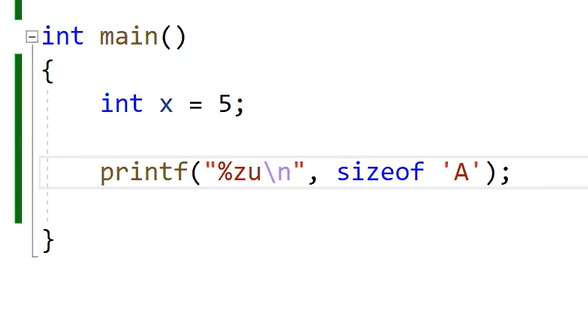 int main()
{
int x = 5;
printf("%zu\n", sizeof 'A');
}